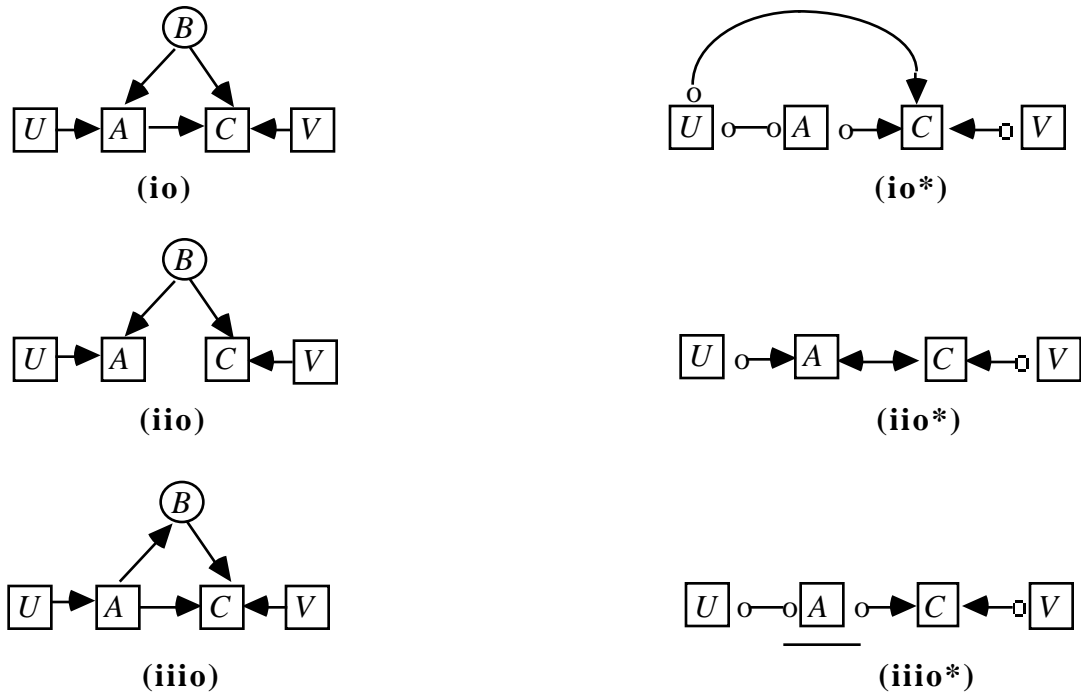 B
U A C V
(io)
U o o A o C o V
o
(io*)
B
U A C V
(iio)
U o A C o V
(iio*)
B
U A C V
(iiio)
U o o A o C o V
(iiio*)